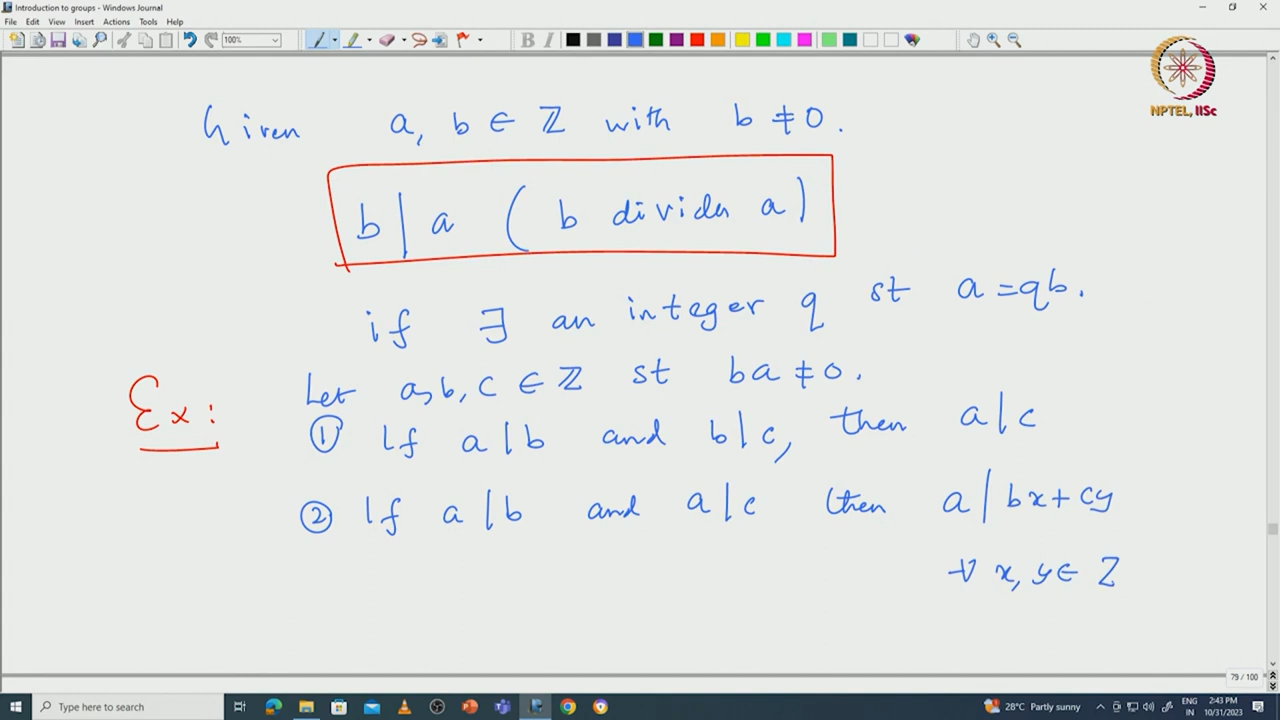 Introduction to groups - Windows Journal
File Edit View Insert Actions Tools Help
100%
B I
NPTEL, IISc
Given a, b ∈ ℤ with b ≠ 0.
b | a ( b divides a )
if ∃ an integer q st a = qb.
Ex: Let a, b, c ∈ ℤ st ba ≠ 0.
① If a | b and b | c, then a | c
② If a | b and a | c then a | bx + cy
∀ x, y ∈ Z
79 / 100
Type here to search
28°C Partly sunny
ENG
IN
2:43 PM
10/31/2023